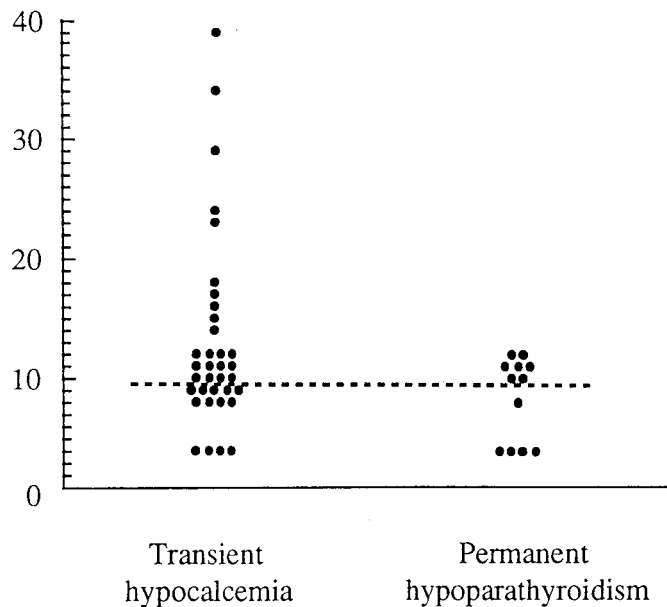 40
30
20
10
0
Transient
hypocalcemia
Permanent
hypoparathyroidism